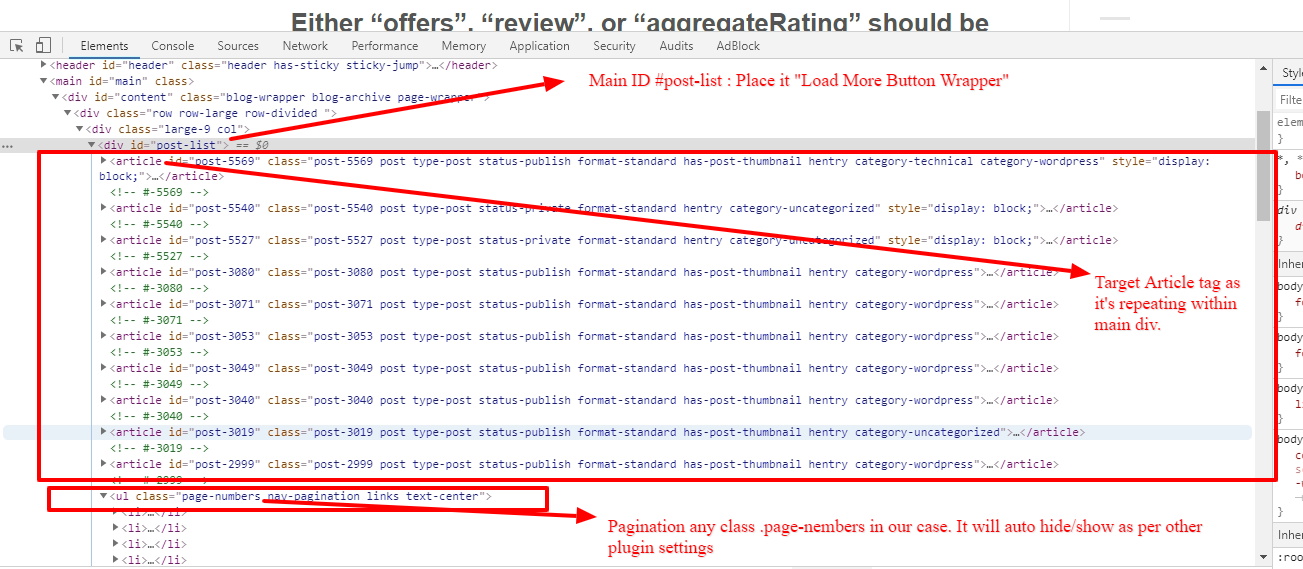 Either “offers”, “review”, or “aggregateRating” should be
Elements Console Sources Network Performance Memory Application Security Audits AdBlock
<header id="header" class="header has-sticky sticky-jump">…</header>
<main id="main" class>
<div id="content" class="blog-wrapper blog-archive page-wrapper">
<div class="row row-large row-divided ">
<div class="large-9 col">
<div id="post-list"> == $0
<article id="post-5569" class="post-5569 post type-post status-publish format-standard has-post-thumbnail hentry category-technical category-wordpress" style="display:
block;">…</article>
<!-- #-5569 -->
<article id="post-5540" class="post-5540 post type-post status-private format-standard hentry category-uncategorized" style="display: block;">…</article>
<!-- #-5540 -->
<article id="post-5527" class="post-5527 post type-post status-private format-standard hentry category-uncategorized" style="display: block;">…</article>
<!-- #-5527 -->
<article id="post-3080" class="post-3080 post type-post status-publish format-standard has-post-thumbnail hentry category-wordpress">…</article>
<!-- #-3080 -->
<article id="post-3071" class="post-3071 post type-post status-publish format-standard has-post-thumbnail hentry category-wordpress">…</article>
<!-- #-3071 -->
<article id="post-3053" class="post-3053 post type-post status-publish format-standard has-post-thumbnail hentry category-wordpress">…</article>
<!-- #-3053 -->
<article id="post-3049" class="post-3049 post type-post status-publish format-standard has-post-thumbnail hentry category-wordpress">…</article>
<!-- #-3049 -->
<article id="post-3040" class="post-3040 post type-post status-publish format-standard has-post-thumbnail hentry category-wordpress">…</article>
<!-- #-3040 -->
<article id="post-3019" class="post-3019 post type-post status-publish format-standard has-post-thumbnail hentry category-uncategorized">…</article>
<!-- #-3019 -->
<article id="post-2999" class="post-2999 post type-post status-publish format-standard has-post-thumbnail hentry category-wordpress">…</article>
<!-- #-2999 -->
<ul class="page-numbers nav-pagination links text-center">
<li>…</li>
<li>…</li>
<li>…</li>
<li>…</li>
Main ID #post-list : Place it "Load More Button Wrapper"
Target Article tag as
it's repeating within
main div.
Pagination any class .page-nembers in our case. It will auto hide/show as per other
plugin settings
Style
Filte
elem
}
*, *
bo
}
div
d
}
Inher
body
f
}
body
f
}
body
l
}
body
co
}
Inher
:roo